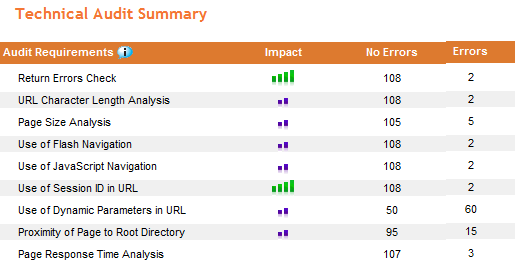 Technical Audit Summary
Audit Requirements i Impact No Errors Errors
Return Errors Check 108 2
URL Character Length Analysis 108 2
Page Size Analysis 105 5
Use of Flash Navigation 108 2
Use of JavaScript Navigation 108 2
Use of Session ID in URL 108 2
Use of Dynamic Parameters in URL 50 60
Proximity of Page to Root Directory 95 15
Page Response Time Analysis 107 3